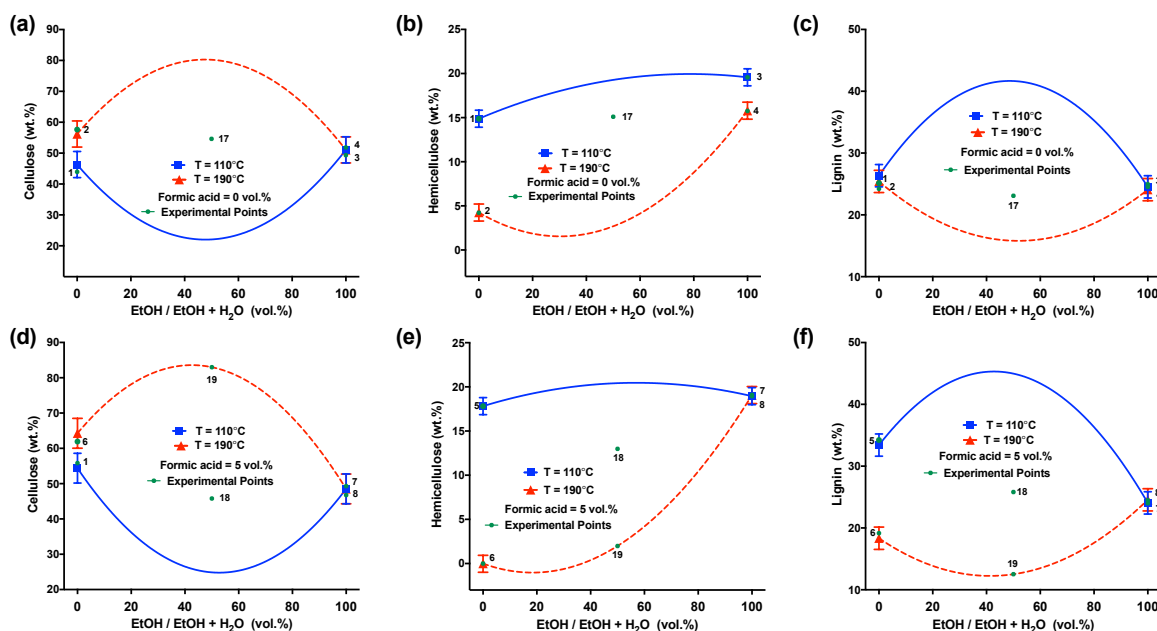 (a)
Cellulose (wt.%)
90
80
70
60
50
40
30
20
2
1
17
4
3
T = 110°C
T = 190°C
Formic acid = 0 vol.%
Experimental Points
0 20 40 60 80 100
EtOH / EtOH + H2O (vol.%)
(b)
Hemicellulose (wt.%)
25
20
15
10
5
0
1
2
17
3
4
T = 110°C
T = 190°C
Formic acid = 0 vol.%
Experimental Points
0 20 40 60 80 100
EtOH / EtOH + H2O (vol.%)
(c)
Lignin (wt.%)
50
40
30
20
10
1
2
17
T = 110°C
T = 190°C
Formic acid = 0 vol.%
Experimental Points
0 20 40 60 80 100
EtOH / EtOH + H2O (vol.%)
(d)
Cellulose (wt.%)
90
80
70
60
50
40
30
20
6
1
19
18
7
8
T = 110°C
T = 190°C
Formic acid = 5 vol.%
Experimental Points
0 20 40 60 80 100
EtOH / EtOH + H2O (vol.%)
(e)
Hemicellulose (wt.%)
20
10
0
5
6
18
19
7
8
T = 110°C
T = 190°C
Formic acid = 5 vol.%
Experimental Points
0 20 40 60 80 100
EtOH / EtOH + H2O (vol.%)
(f)
Lignin (wt.%)
50
40
30
20
10
5
6
18
19
8
T = 110°C
T = 190°C
Formic acid = 5 vol.%
Experimental Points
0 20 40 60 80 100
EtOH / EtOH + H2O (vol.%)